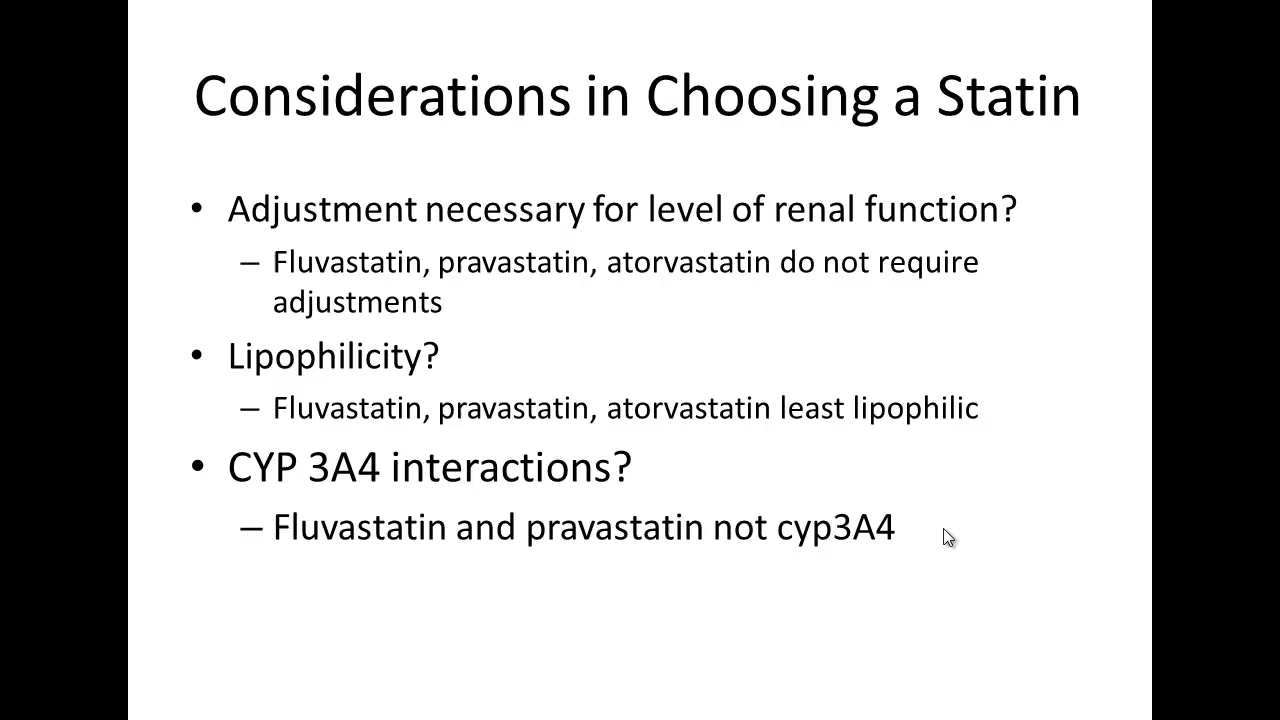 Considerations in Choosing a Statin
• Adjustment necessary for level of renal function?
– Fluvastatin, pravastatin, atorvastatin do not require
adjustments
• Lipophilicity?
– Fluvastatin, pravastatin, atorvastatin least lipophilic
• CYP 3A4 interactions?
– Fluvastatin and pravastatin not cyp3A4